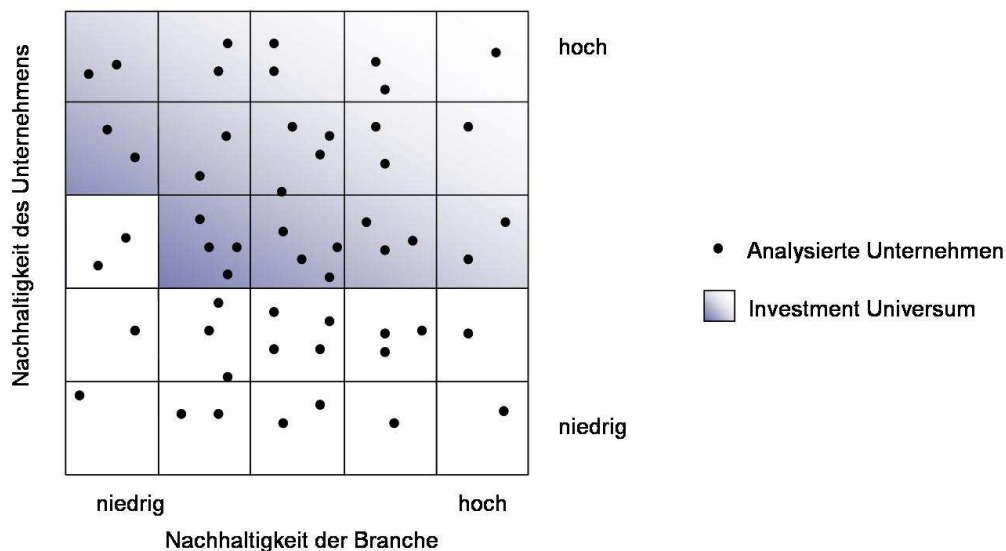 Nachhaltigkeit des Unternehmens
hoch
niedrig
Analysierte Unternehmen
Investment Universum
niedrig
hoch
Nachhaltigkeit der Branche